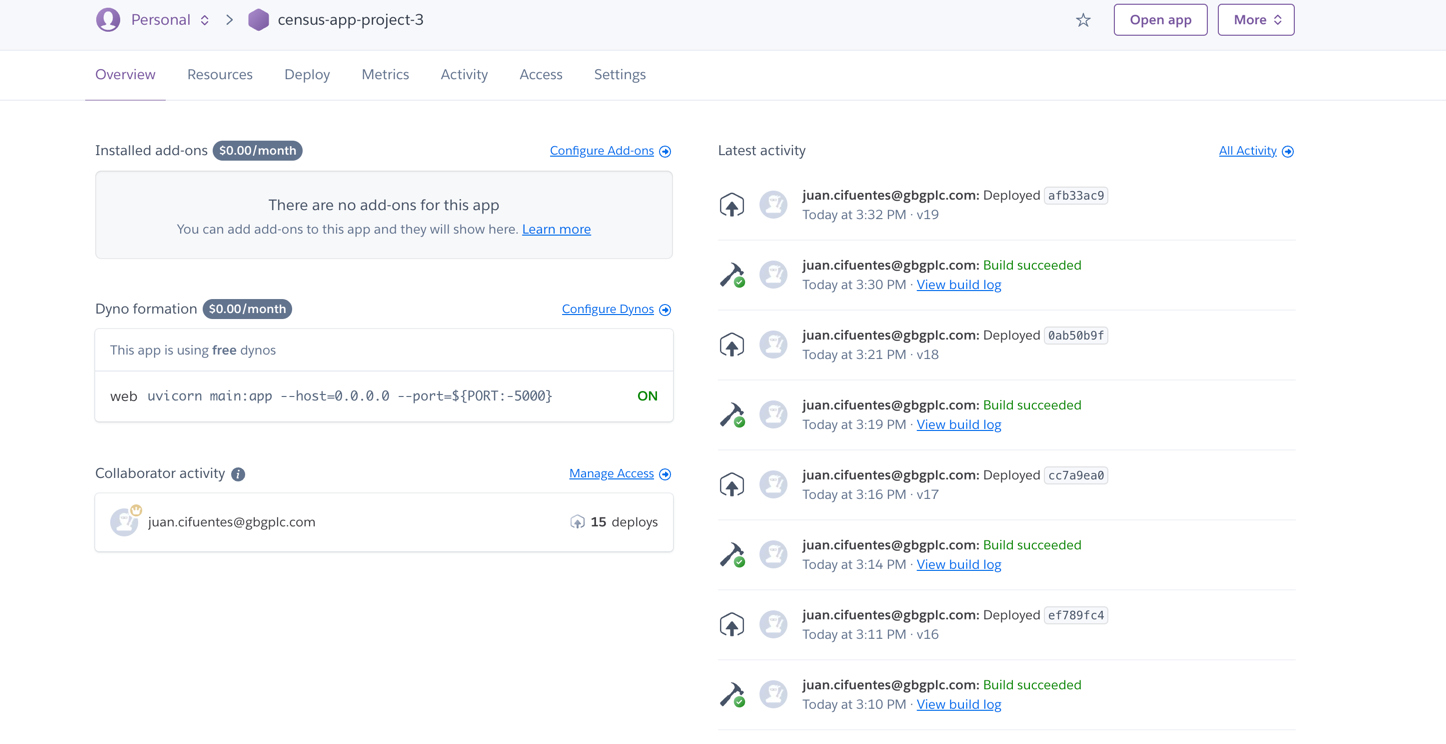 Personal
census-app-project-3
Open app
More
Overview
Resources
Deploy
Metrics
Activity
Access
Settings
Installed add-ons $0.00/month
Configure Add-ons
There are no add-ons for this app
You can add add-ons to this app and they will show here. Learn more
Dyno formation $0.00/month
Configure Dynos
This app is using free dynos
web uvicorn main:app --host=0.0.0.0 --port=${PORT:-5000}
ON
Collaborator activity i
Manage Access
juan.cifuentes@gbgplc.com
15 deploys
Latest activity
All Activity
juan.cifuentes@gbgplc.com: Deployed afb33ac9
Today at 3:32 PM · v19
juan.cifuentes@gbgplc.com: Build succeeded
Today at 3:30 PM · View build log
juan.cifuentes@gbgplc.com: Deployed 0ab50b9f
Today at 3:21 PM · v18
juan.cifuentes@gbgplc.com: Build succeeded
Today at 3:19 PM · View build log
juan.cifuentes@gbgplc.com: Deployed cc7a9ea0
Today at 3:16 PM · v17
juan.cifuentes@gbgplc.com: Build succeeded
Today at 3:14 PM · View build log
juan.cifuentes@gbgplc.com: Deployed ef789fc4
Today at 3:11 PM · v16
juan.cifuentes@gbgplc.com: Build succeeded
Today at 3:10 PM · View build log